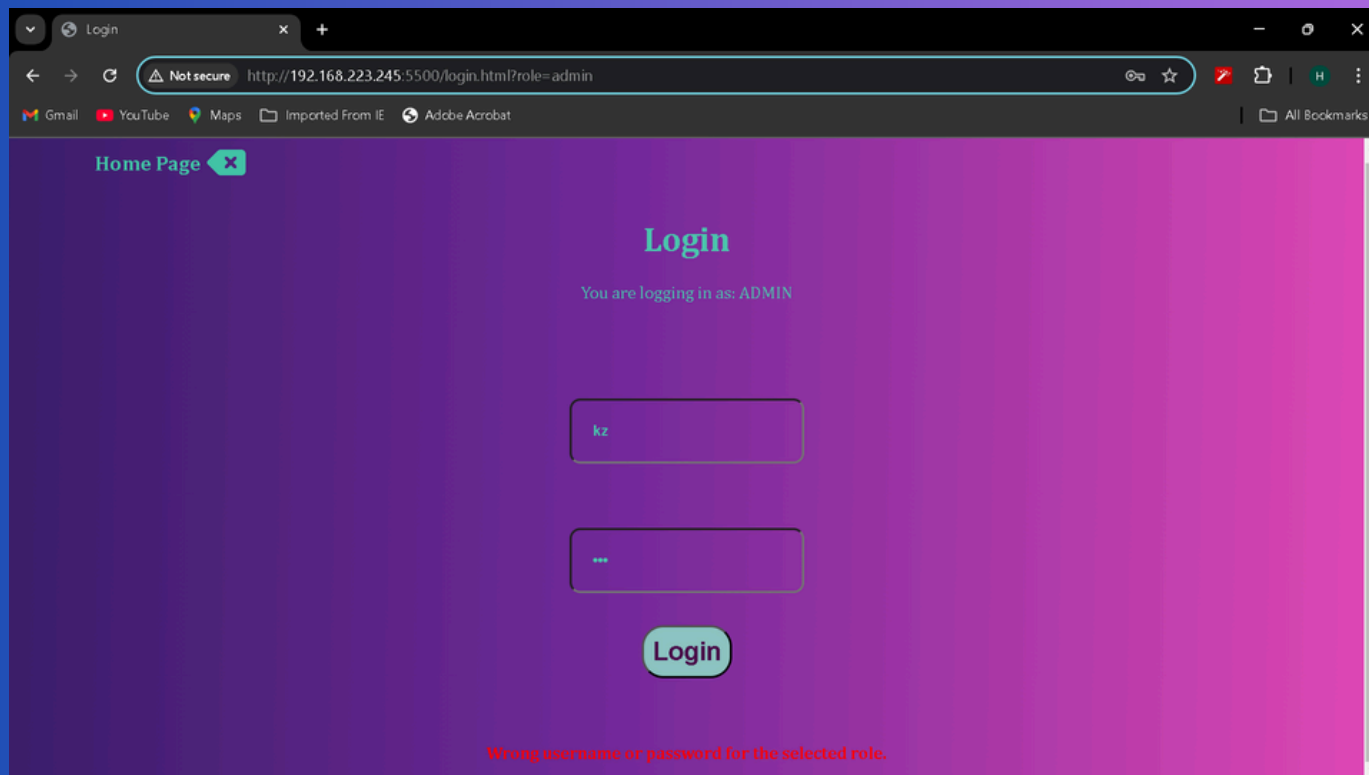 Login
Not secure http://192.168.223.245:5500/login.html?role=admin
H
Gmail YouTube Maps Imported From IE Adobe Acrobat All Bookmarks
Home Page
Login
You are logging in as: ADMIN
kz
Login
Wrong username or password for the selected role.